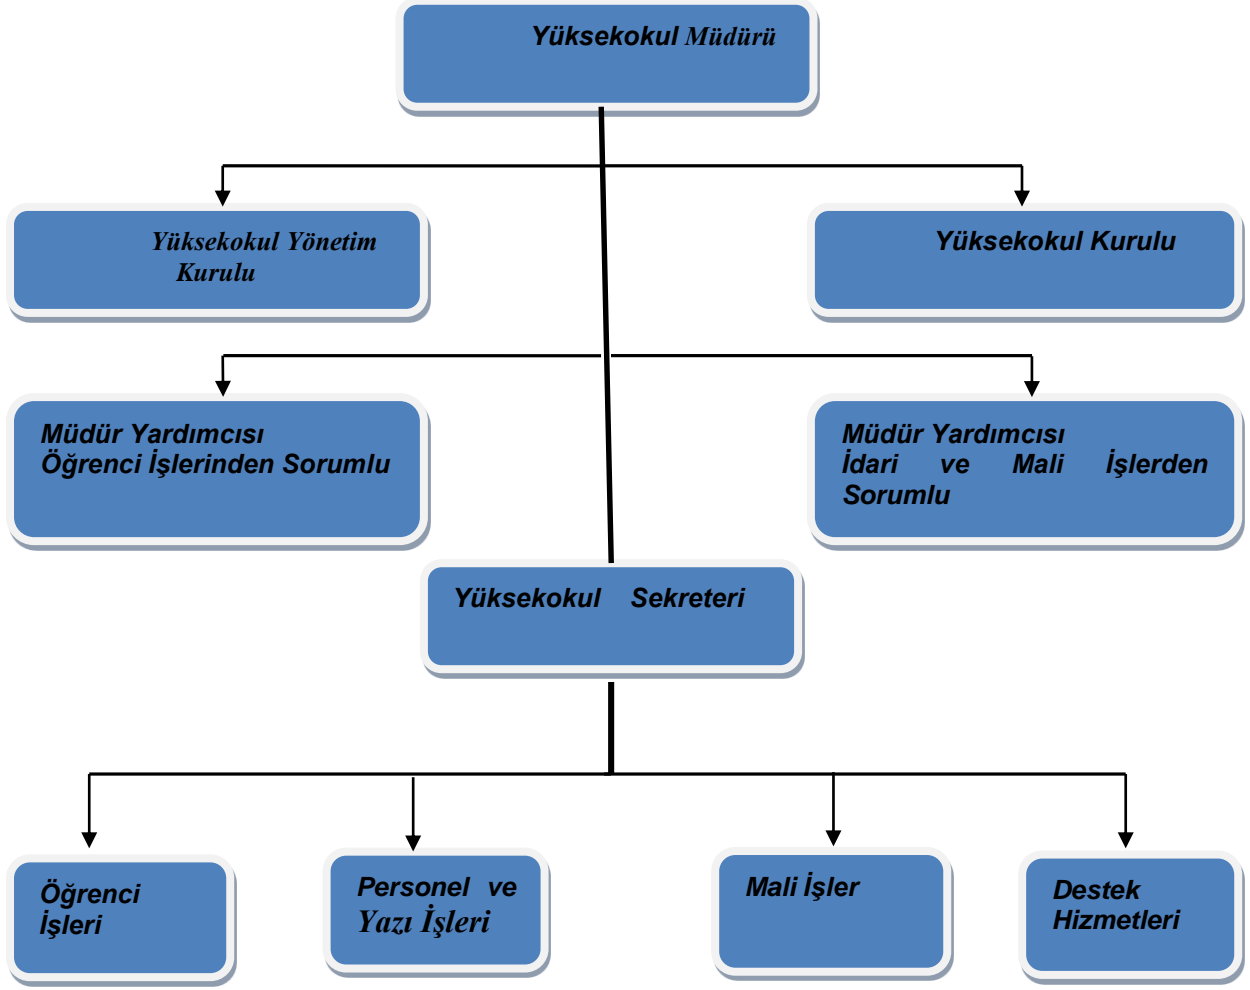 Yüksekokul Müdürü
Yüksekokul Yönetim
Kurulu
Yüksekokul Kurulu
Müdür Yardımcısı
Öğrenci İşlerinden Sorumlu
Müdür Yardımcısı
İdari ve Mali İşlerden
Sorumlu
Yüksekokul Sekreteri
Öğrenci
İşleri
Personel ve
Yazı İşleri
Mali İşler
Destek
Hizmetleri